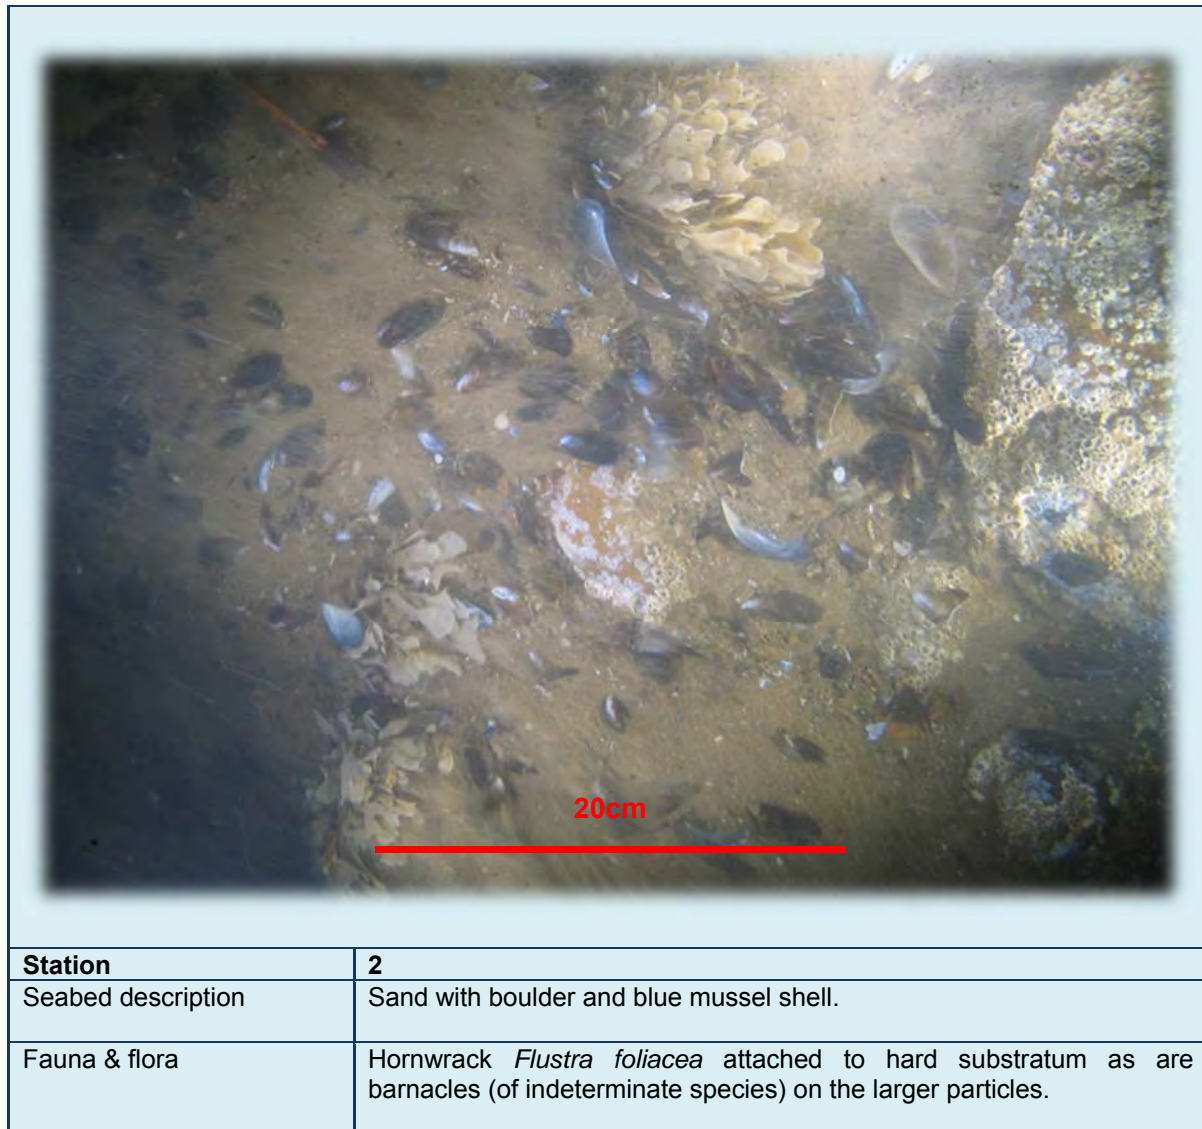 20cm
Station 2
Seabed description Sand with boulder and blue mussel shell.
Fauna & flora Hornwrack Flustra foliacea attached to hard substratum as are
barnacles (of indeterminate species) on the larger particles.